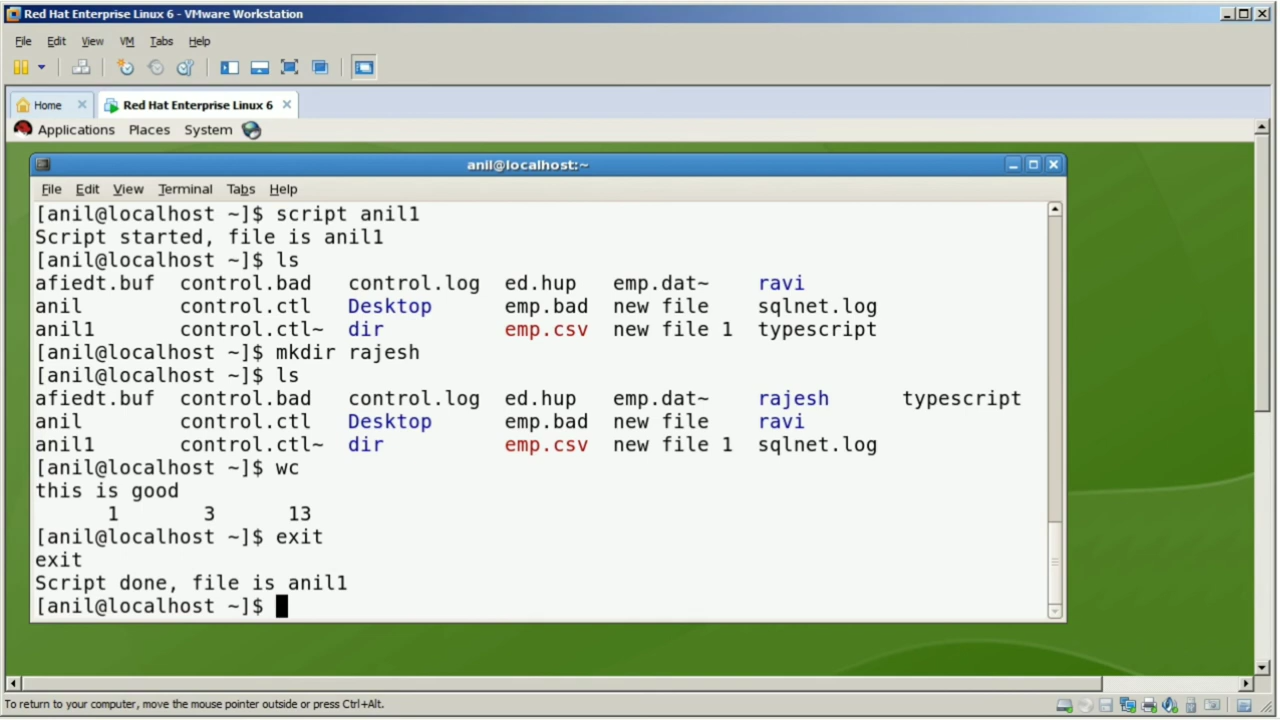 Red Hat Enterprise Linux 6 - VMware Workstation
File Edit View VM Tabs Help
Home Red Hat Enterprise Linux 6
Applications Places System
anil@localhost:~
File Edit View Terminal Tabs Help
[anil@localhost ~]$ script anil1
Script started, file is anil1
[anil@localhost ~]$ ls
afiedt.buf control.bad control.log ed.hup emp.dat~ ravi
anil control.ctl Desktop emp.bad new file sqlnet.log
anil1 control.ctl~ dir emp.csv new file 1 typescript
[anil@localhost ~]$ mkdir rajesh
[anil@localhost ~]$ ls
afiedt.buf control.bad control.log ed.hup emp.dat~ rajesh typescript
anil control.ctl Desktop emp.bad new file ravi
anil1 control.ctl~ dir emp.csv new file 1 sqlnet.log
[anil@localhost ~]$ wc
this is good
1 3 13
[anil@localhost ~]$ exit
exit
Script done, file is anil1
[anil@localhost ~]$
To return to your computer, move the mouse pointer outside or press Ctrl+Alt.